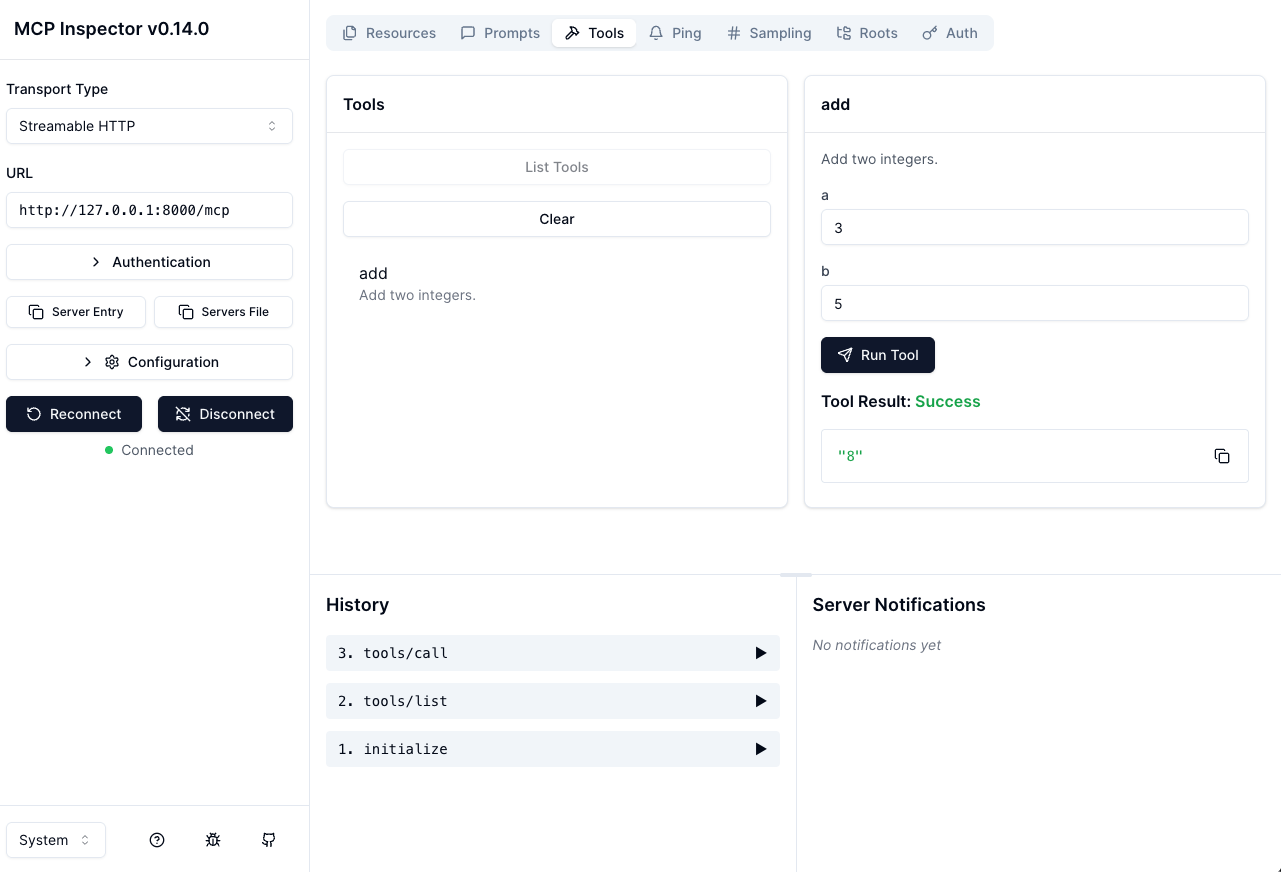 MCP Inspector v0.14.0
Transport Type
Streamable HTTP
URL
http://127.0.0.1:8000/mcp
Authentication
Server Entry
Servers File
Configuration
Reconnect
Disconnect
Connected
System
Resources
Prompts
Tools
Ping
Sampling
Roots
Auth
Tools
List Tools
Clear
add
Add two integers.
add
Add two integers.
a
3
b
5
Run Tool
Tool Result: Success
"8"
History
3. tools/call
2. tools/list
1. initialize
Server Notifications
No notifications yet